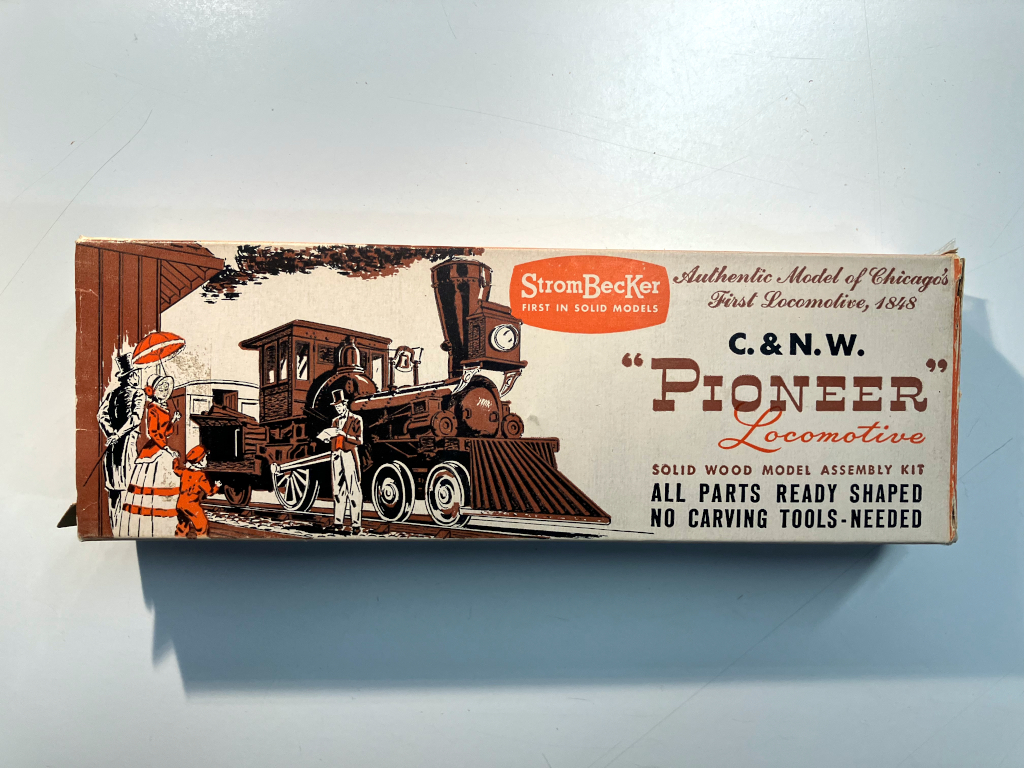 StromBecKer
FIRST IN SOLID MODELS
Authentic Model of Chicago's
First Locomotive, 1848
C. & N. W.
"PIONEER"
Locomotive
SOLID WOOD MODEL ASSEMBLY KIT
ALL PARTS READY SHAPED
NO CARVING TOOLS-NEEDED